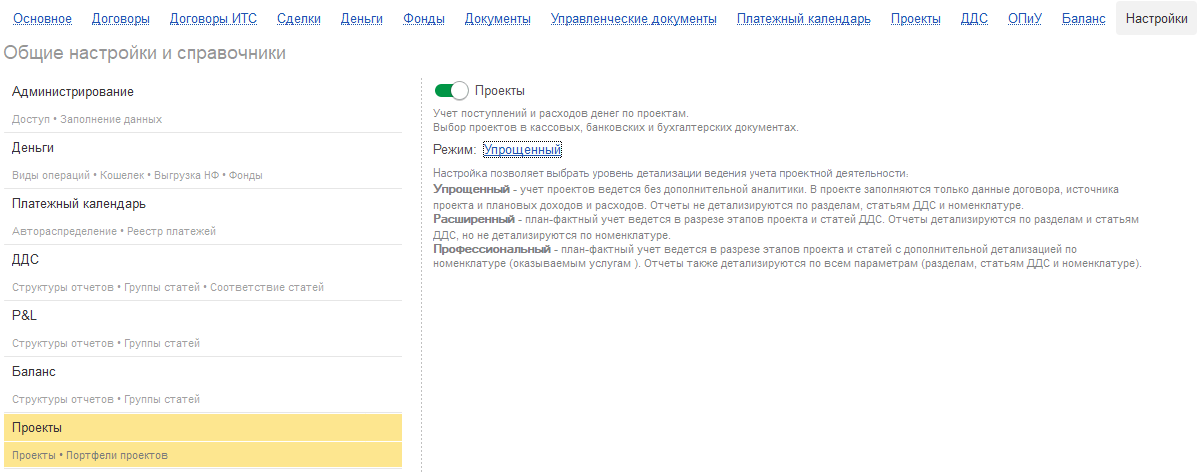 Основное Договоры Договоры ИТС Сделки Деньги Фонды Документы Управленческие документы Платежный календарь Проекты ДДС ОПиУ Баланс Настройки
Общие настройки и справочники
Администрирование
Доступ • Заполнение данных
Деньги
Виды операций • Кошелек • Выгрузка НФ • Фонды
Платежный календарь
Автораспределение • Реестр платежей
ДДС
Структуры отчетов • Группы статей • Соответствие статей
P&L
Структуры отчетов • Группы статей
Баланс
Структуры отчетов • Группы статей
Проекты
Проекты • Портфели проектов
Проекты
Учет поступлений и расходов денег по проектам.
Выбор проектов в кассовых, банковских и бухгалтерских документах.
Режим: Упрощенный
Настройка позволяет выбрать уровень детализации ведения учета проектной деятельности:
Упрощенный - учет проектов ведется без дополнительной аналитики. В проекте заполняются только данные договора, источника
проекта и плановых доходов и расходов. Отчеты не детализируются по разделам, статьям ДДС и номенклатуре.
Расширенный - план-фактный учет ведется в разрезе этапов проекта и статей ДДС. Отчеты детализируются по разделам и статьям
ДДС, но не детализируются по номенклатуре.
Профессиональный - план-фактный учет ведется в разрезе этапов проекта и статей с дополнительной детализацией по
номенклатуре (оказываемым услугам ). Отчеты также детализируются по всем параметрам (разделам, статьям ДДС и номенклатуре).